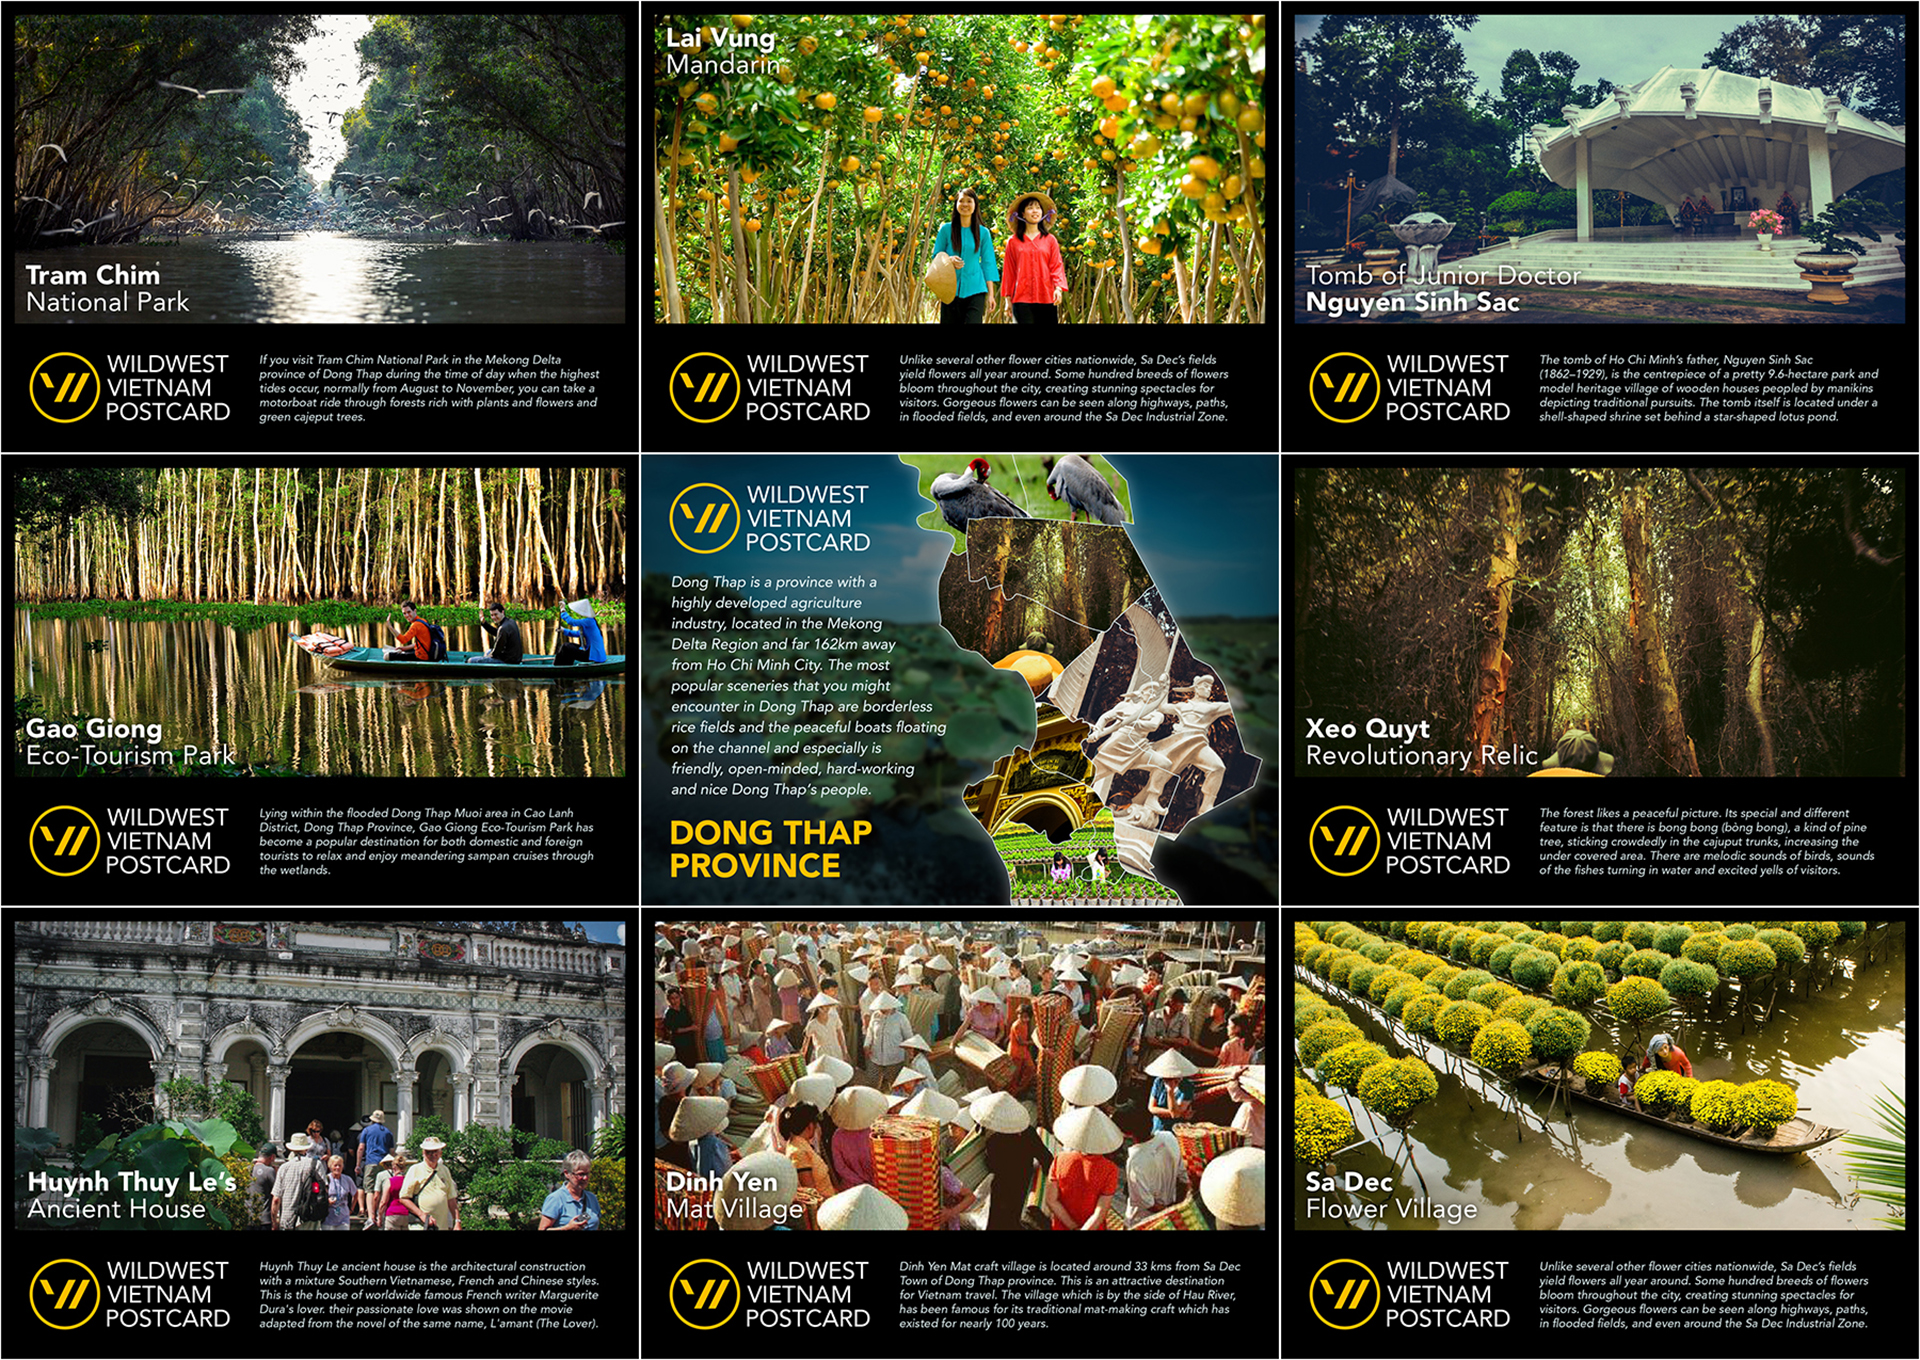 Tram Chim
National Park
WILDWEST
VIETNAM
POSTCARD
If you visit Tram Chim National Park in the Mekong Delta
province of Dong Thap during the time of day when the highest
tides occur, normally from August to November, you can take a
motorboat ride through forests rich with plants and flowers and
green cajeput trees.
Lai Vung
Mandarin
WILDWEST
VIETNAM
POSTCARD
Unlike several other flower cities nationwide, Sa Dec's fields
yield flowers all year around. Some hundred breeds of flowers
bloom throughout the city, creating stunning spectacles for
visitors. Gorgeous flowers can be seen along highways, paths,
in flooded fields, and even around the Sa Dec Industrial Zone.
Tomb of Junior Doctor
Nguyen Sinh Sac
WILDWEST
VIETNAM
POSTCARD
The tomb of Ho Chi Minh's father, Nguyen Sinh Sac
(1862–1929), is the centrepiece of a pretty 9.6-hectare park and
model heritage village of wooden houses peopled by manikins
depicting traditional pursuits. The tomb itself is located under a
shell-shaped shrine set behind a star-shaped lotus pond.
Gao Giong
Eco-Tourism Park
WILDWEST
VIETNAM
POSTCARD
Lying within the flooded Dong Thap Muoi area in Cao Lanh
District, Dong Thap Province, Gao Giong Eco-Tourism Park has
become a popular destination for both domestic and foreign
tourists to relax and enjoy meandering sampan cruises through
the wetlands.
WILDWEST
VIETNAM
POSTCARD
Dong Thap is a province with a
highly developed agriculture
industry, located in the Mekong
Delta Region and far 162km away
from Ho Chi Minh City. The most
popular sceneries that you might
encounter in Dong Thap are borderless
rice fields and the peaceful boats floating
on the channel and especially is
friendly, open-minded, hard-working
and nice Dong Thap's people.
DONG THAP
PROVINCE
Xeo Quyt
Revolutionary Relic
WILDWEST
VIETNAM
POSTCARD
The forest likes a peaceful picture. Its special and different
feature is that there is bong bong (bòng bong), a kind of pine
tree, sticking crowdedly in the cajuput trunks, increasing the
under covered area. There are melodic sounds of birds, sounds
of the fishes turning in water and excited yells of visitors.
Huynh Thuy Le's
Ancient House
WILDWEST
VIETNAM
POSTCARD
Huynh Thuy Le ancient house is the architectural construction
with a mixture Southern Vietnamese, French and Chinese styles.
This is the house of worldwide famous French writer Marguerite
Dura's lover. their passionate love was shown on the movie
adapted from the novel of the same name, L'amant (The Lover).
Dinh Yen
Mat Village
WILDWEST
VIETNAM
POSTCARD
Dinh Yen Mat craft village is located around 33 kms from Sa Dec
Town of Dong Thap province. This is an attractive destination
for Vietnam travel. The village which is by the side of Hau River,
has been famous for its traditional mat-making craft which has
existed for nearly 100 years.
Sa Dec
Flower Village
WILDWEST
VIETNAM
POSTCARD
Unlike several other flower cities nationwide, Sa Dec's fields
yield flowers all year around. Some hundred breeds of flowers
bloom throughout the city, creating stunning spectacles for
visitors. Gorgeous flowers can be seen along highways, paths,
in flooded fields, and even around the Sa Dec Industrial Zone.